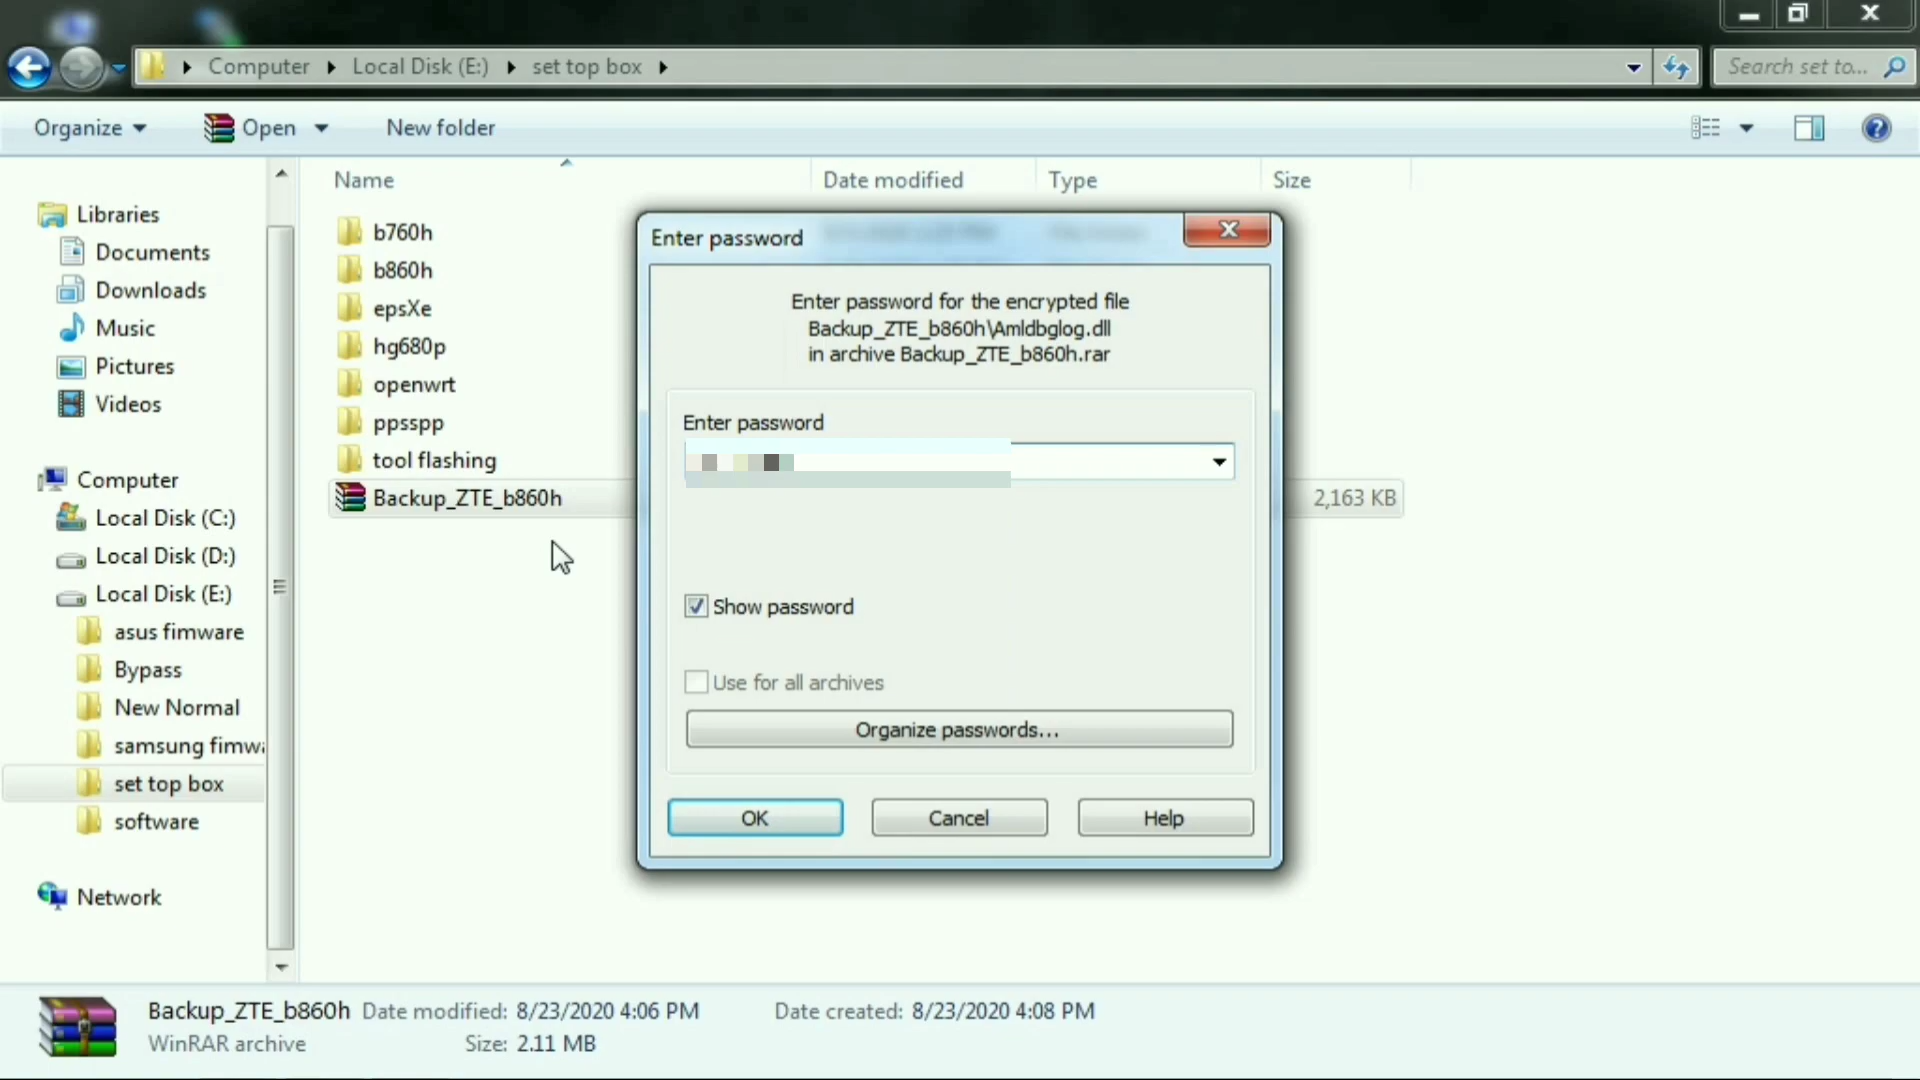 Computer
Local Disk (E:)
set top box
Search set to...
Organize
Open
New folder
Name
Date modified
Type
Size
Libraries
Documents
Downloads
Music
Pictures
Videos
Computer
Local Disk (C:)
Local Disk (D:)
Local Disk (E:)
asus fimware
Bypass
New Normal
samsung fimwa
set top box
software
Network
b760h
b860h
epsXe
hg680p
openwrt
ppsspp
tool flashing
Backup_ZTE_b860h
2,163 KB
Enter password
Enter password for the encrypted file
Backup_ZTE_b860h\Amldbglog.dll
in archive Backup_ZTE_b860h.rar
Enter password
Show password
Use for all archives
Organize passwords...
OK
Cancel
Help
Backup_ZTE_b860h Date modified: 8/23/2020 4:06 PM Date created: 8/23/2020 4:08 PM
WinRAR archive Size: 2.11 MB